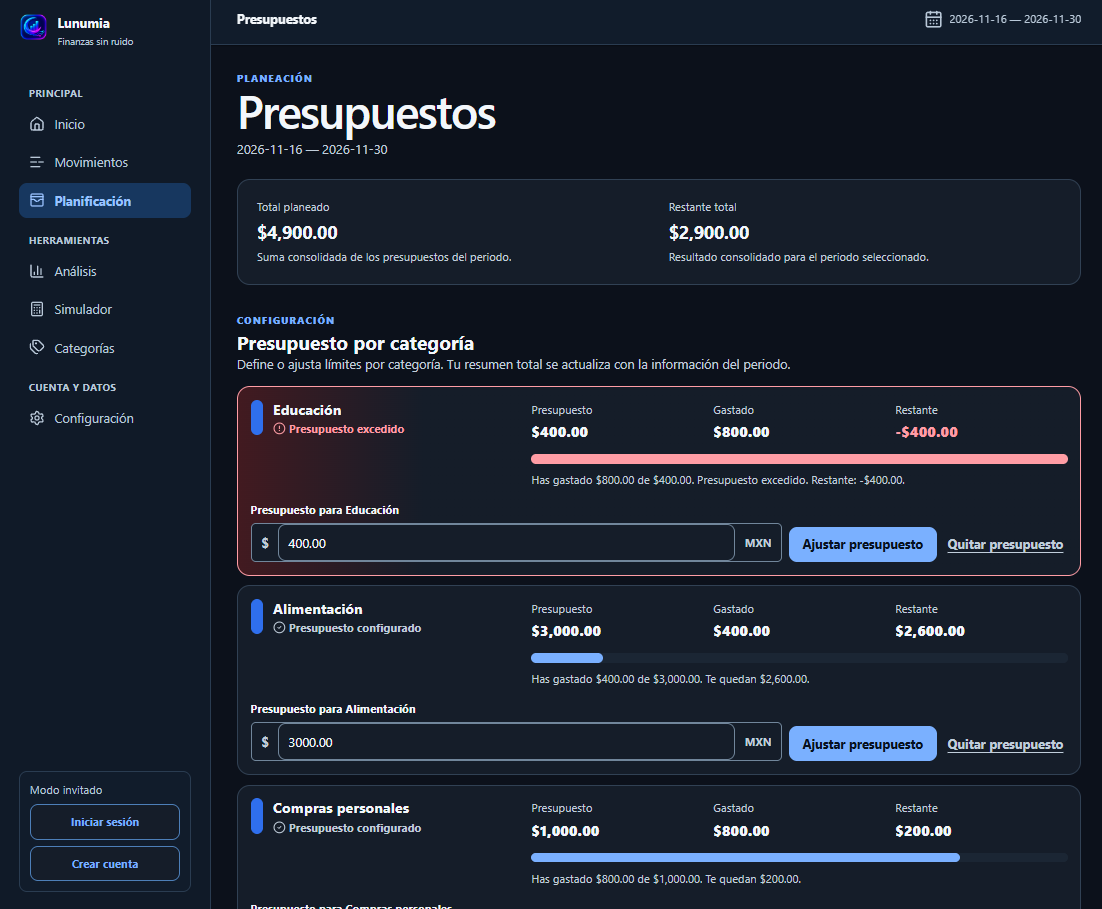 Lunumia
Finanzas sin ruido
PRINCIPAL
Inicio
Movimientos
Planificación
HERRAMIENTAS
Análisis
Simulador
Categorías
CUENTA Y DATOS
Configuración
Modo invitado
Iniciar sesión
Crear cuenta
Presupuestos
2026-11-16 — 2026-11-30
PLANEACIÓN
Presupuestos
2026-11-16 — 2026-11-30
Total planeado
$4,900.00
Suma consolidada de los presupuestos del periodo.
Restante total
$2,900.00
Resultado consolidado para el periodo seleccionado.
CONFIGURACIÓN
Presupuesto por categoría
Define o ajusta límites por categoría. Tu resumen total se actualiza con la información del periodo.
Educación
Presupuesto excedido
Presupuesto Gastado Restante
$400.00 $800.00 -$400.00
Has gastado $800.00 de $400.00. Presupuesto excedido. Restante: -$400.00.
Presupuesto para Educación
$ 400.00 MXN Ajustar presupuesto Quitar presupuesto
Alimentación
Presupuesto configurado
Presupuesto Gastado Restante
$3,000.00 $400.00 $2,600.00
Has gastado $400.00 de $3,000.00. Te quedan $2,600.00.
Presupuesto para Alimentación
$ 3000.00 MXN Ajustar presupuesto Quitar presupuesto
Compras personales
Presupuesto configurado
Presupuesto Gastado Restante
$1,000.00 $800.00 $200.00
Has gastado $800.00 de $1,000.00. Te quedan $200.00.
Presupuesto para Compras personales